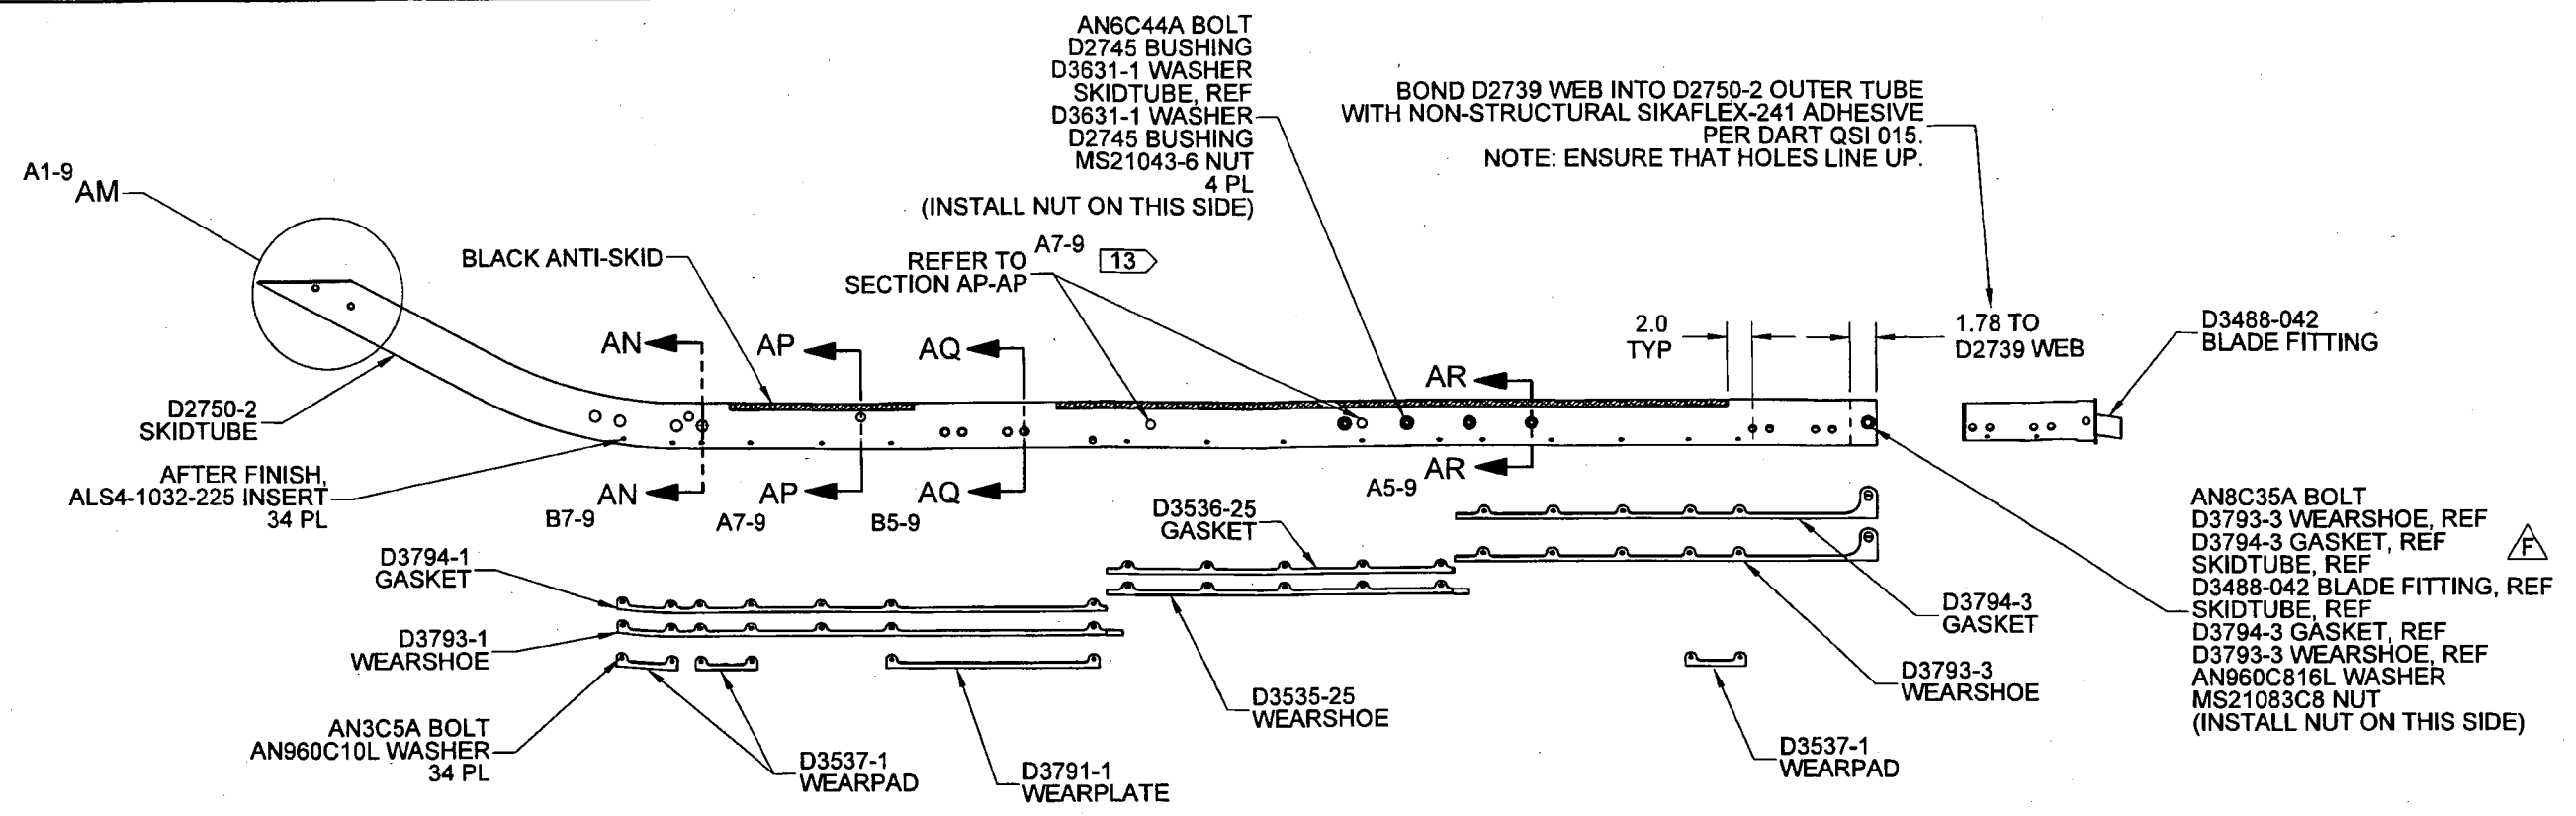 AN6C44A BOLT
D2745 BUSHING
D3631-1 WASHER
SKIDTUBE, REF
D3631-1 WASHER
D2745 BUSHING
MS21043-6 NUT
4 PL
(INSTALL NUT ON THIS SIDE)
BOND D2739 WEB INTO D2750-2 OUTER TUBE
WITH NON-STRUCTURAL SIKAFLEX-241 ADHESIVE
PER DART QSI 015.
NOTE: ENSURE THAT HOLES LINE UP.
A1-9
AM
BLACK ANTI-SKID
REFER TO
SECTION AP-AP
A7-9
13
2.0
TYP
1.78 TO
D2739 WEB
D3488-042
BLADE FITTING
AN
AP
AQ
AR
D2750-2
SKIDTUBE
AFTER FINISH,
ALS4-1032-225 INSERT
34 PL
AN
AP
AQ
AR
B7-9
A7-9
B5-9
A5-9
D3536-25
GASKET
D3794-1
GASKET
D3793-1
WEARSHOE
AN3C5A BOLT
AN960C10L WASHER
34 PL
D3537-1
WEARPAD
D3791-1
WEARPLATE
D3535-25
WEARSHOE
D3794-3
GASKET
D3793-3
WEARSHOE
D3537-1
WEARPAD
AN8C35A BOLT
D3793-3 WEARSHOE, REF
D3794-3 GASKET, REF
SKIDTUBE, REF
D3488-042 BLADE FITTING, REF
SKIDTUBE, REF
D3794-3 GASKET, REF
D3793-3 WEARSHOE, REF
AN960C816L WASHER
MS21083C8 NUT
(INSTALL NUT ON THIS SIDE)
F